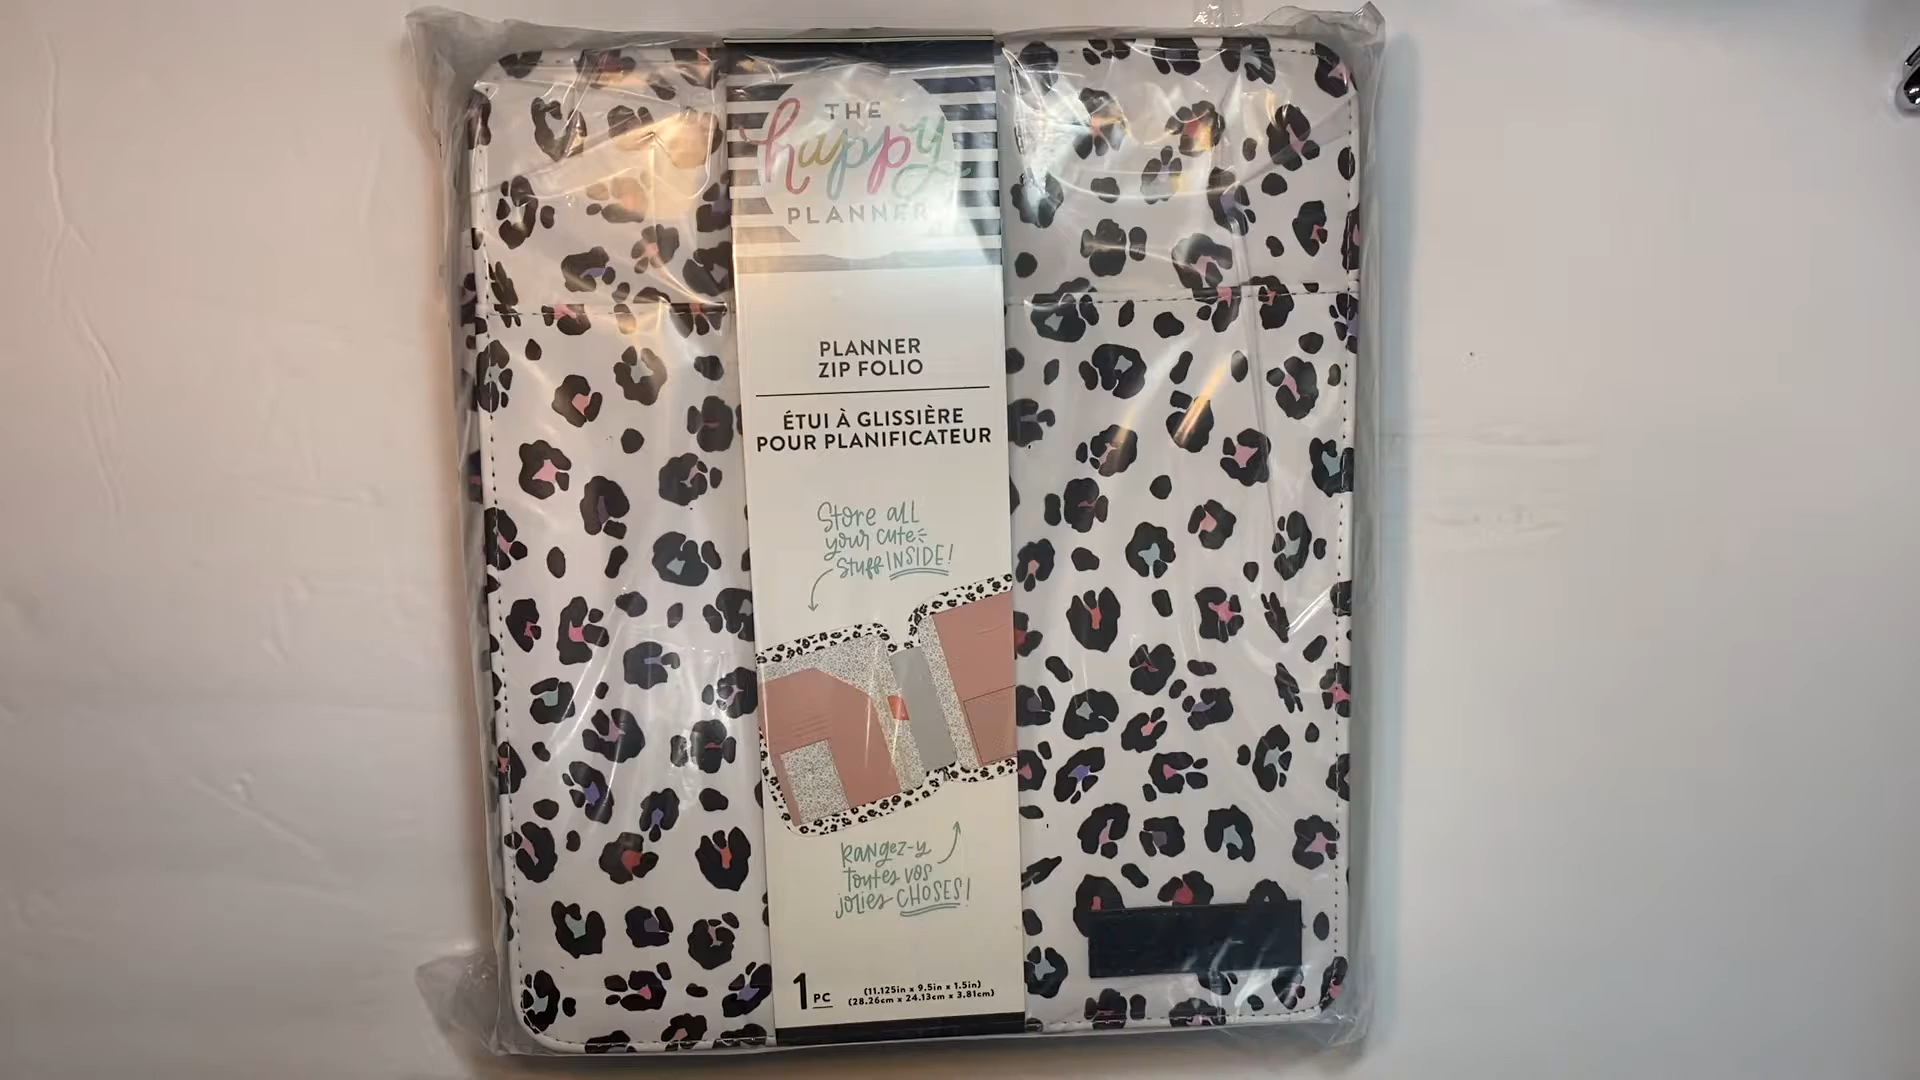 THE
happy
PLANNER
PLANNER
ZIP FOLIO
ÉTUI À GLISSIÈRE
POUR PLANIFICATEUR
Store all
your cute
stuff INSIDE!
Rangez-y
toutes vos
jolies CHOSES!
1 PC
(11.125in x 9.5in x 1.5in)
(28.26cm x 24.13cm x 3.81cm)